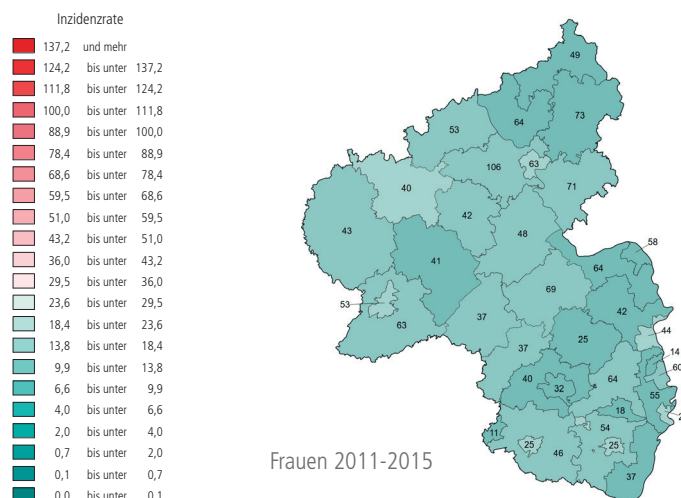 Inzidenzrate
137,2 und mehr
124,2 bis unter 137,2
111,8 bis unter 124,2
100,0 bis unter 111,8
88,9 bis unter 100,0
78,4 bis unter 88,9
68,6 bis unter 78,4
59,5 bis unter 68,6
51,0 bis unter 59,5
43,2 bis unter 51,0
36,0 bis unter 43,2
29,5 bis unter 36,0
23,6 bis unter 29,5
18,4 bis unter 23,6
13,8 bis unter 18,4
9,9 bis unter 13,8
6,6 bis unter 9,9
4,0 bis unter 6,6
2,0 bis unter 4,0
0,7 bis unter 2,0
0,1 bis unter 0,7
0,0 bis unter 0,1
49
64
73
53
106
63
71
40
42
43
48
41
58
64
69
53
63
37
42
44
37
25
14
60
40
32
64
55
18
11
25
46
54
25
37
Frauen 2011-2015